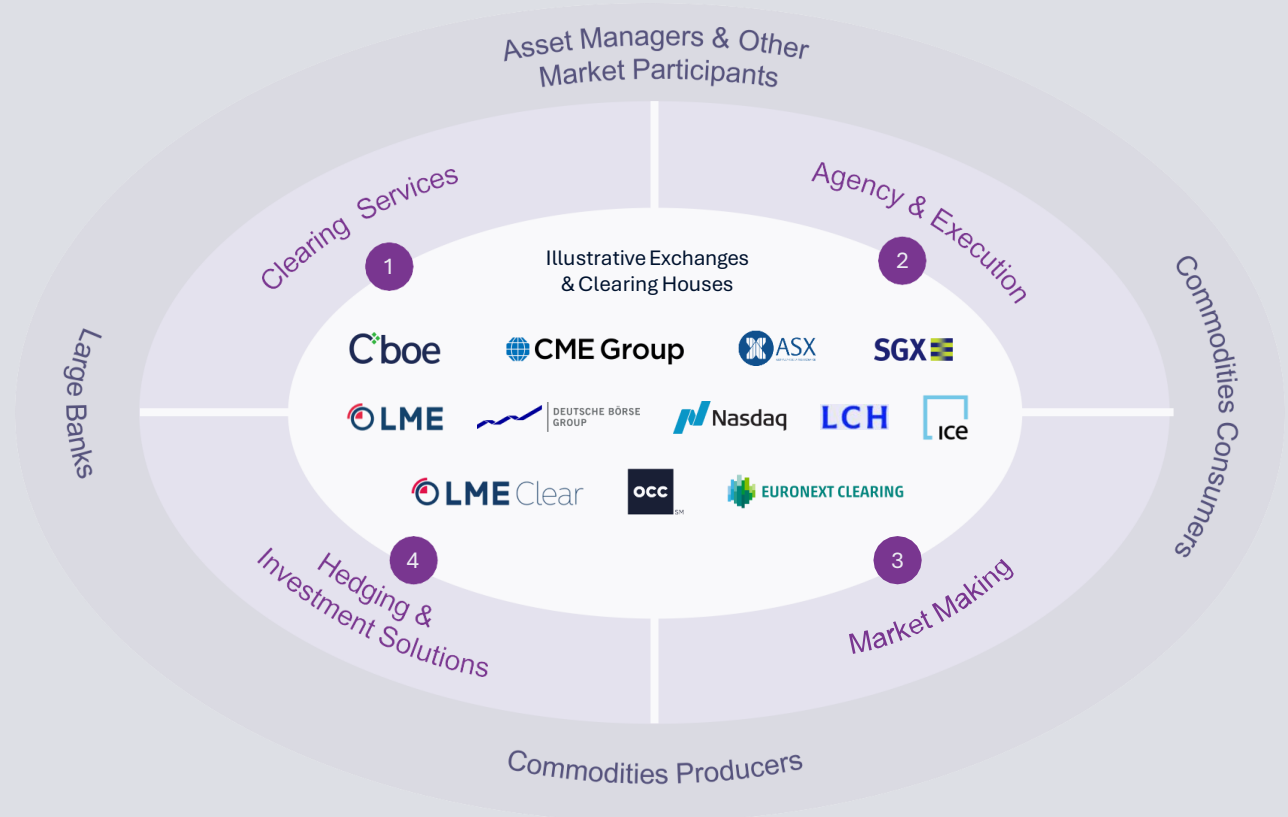 Asset Managers & Other
Market Participants
Clearing Services
Agency & Execution
1
2
Illustrative Exchanges
& Clearing Houses
Cboe
CME Group
ASX
SGX
Large Banks
Commodities Consumers
LME
DEUTSCHE BÖRSE
GROUP
Nasdaq
LCH
ICE
LME Clear
OCC
SM
EURONEXT CLEARING
4
3
Hedging &
Investment Solutions
Market Making
Commodities Producers